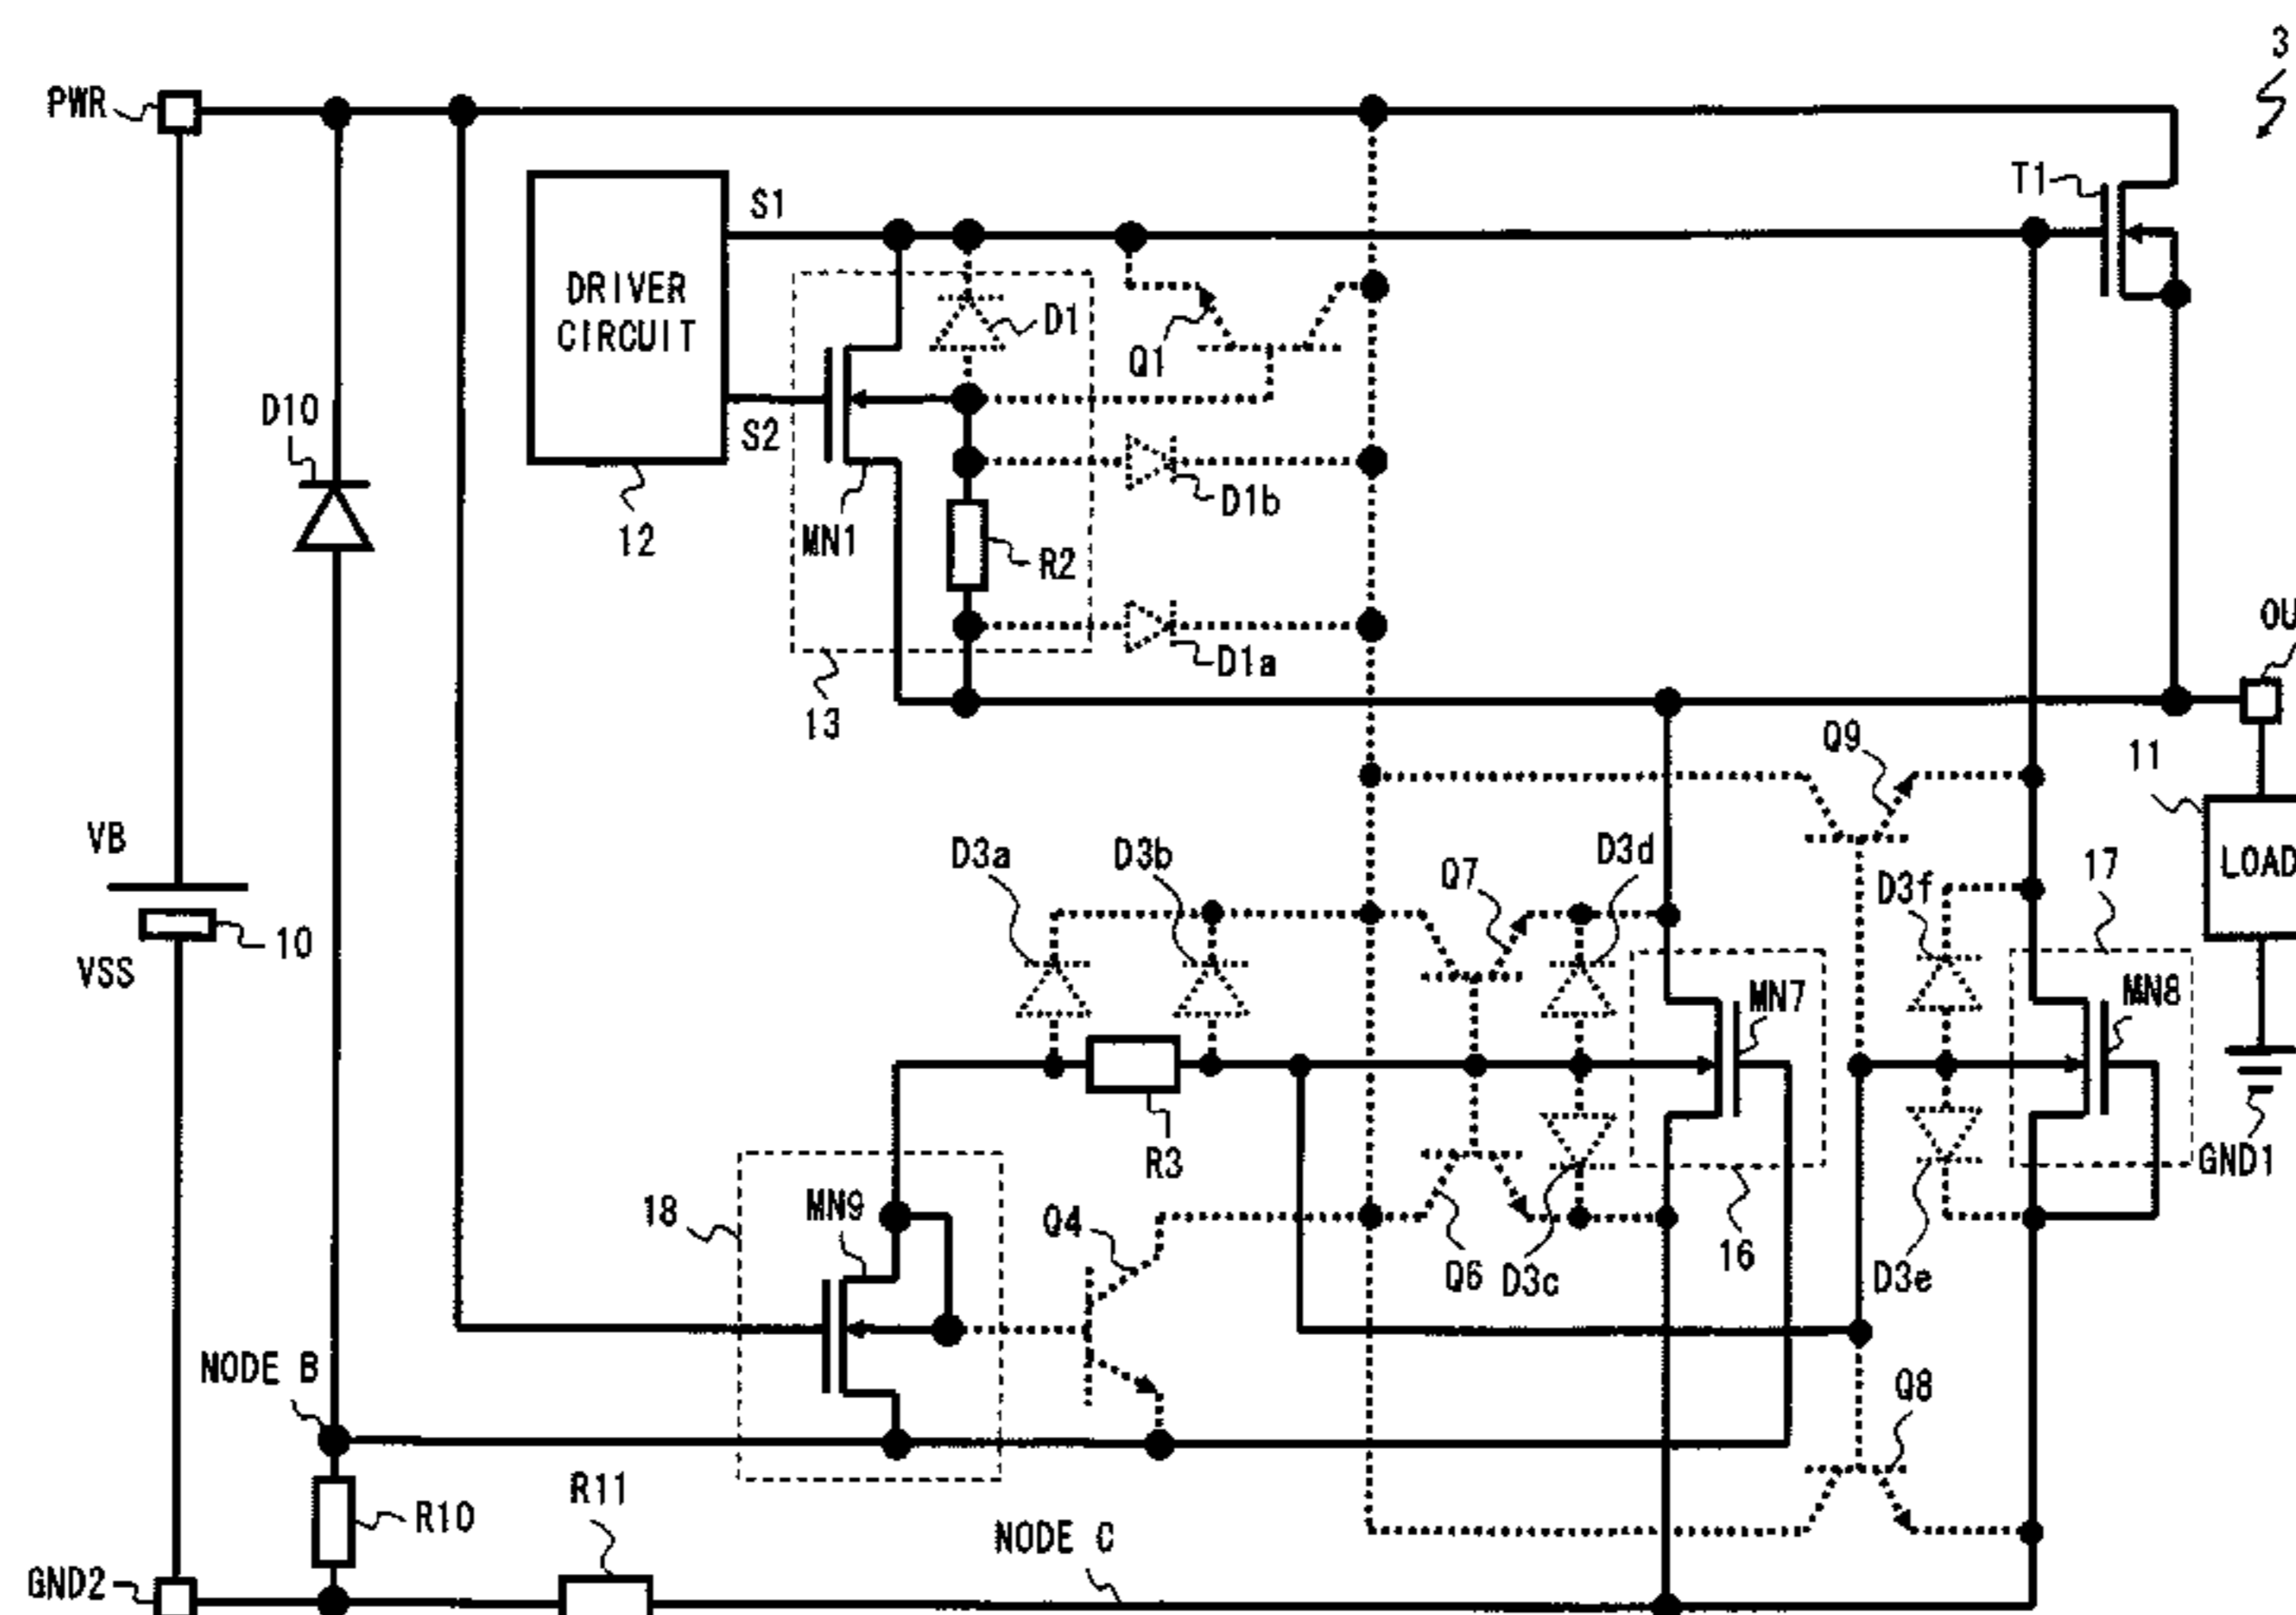 3
PWR
T1
S1
DRIVER
CIRCUIT
D1
Q1
D10
S2
D1b
12
MN1
R2
OU
D1a
13
Q9
11
VB
D3a
D3b
D3d
Q7
17
LOAD
D3f
10
VSS
MN7
MN8
R3
GND1
18
MN9
Q4
16
Q6
D3c
D3e
NODE B
Q8
R11
R10
NODE C
GND2